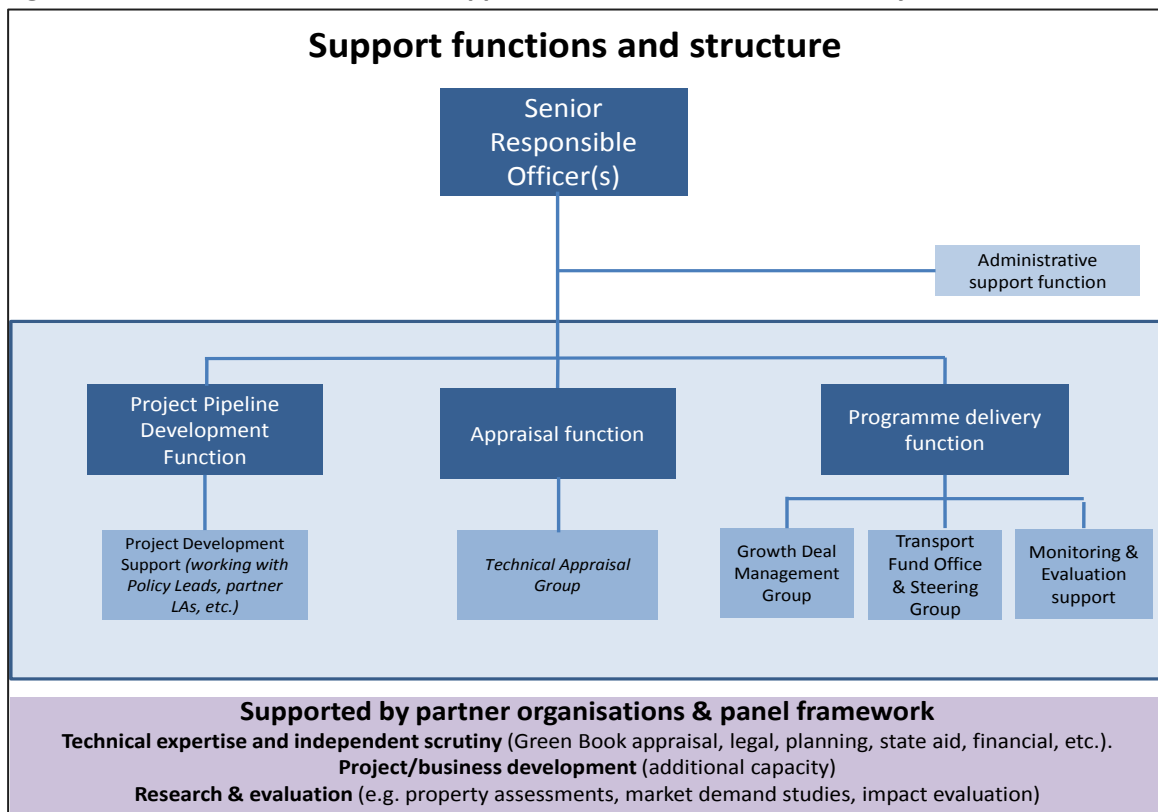 Support functions and structure
Senior
Responsible
Officer(s)
Administrative
support function
Project Pipeline
Development
Function
Appraisal function
Programme delivery
function
Project Development
Support (working with
Policy Leads, partner
LAs, etc.)
Technical Appraisal
Group
Growth Deal
Management
Group
Transport
Fund Office
& Steering
Group
Monitoring &
Evaluation
support
Supported by partner organisations & panel framework
Technical expertise and independent scrutiny (Green Book appraisal, legal, planning, state aid, financial, etc.).
Project/business development (additional capacity)
Research & evaluation (e.g. property assessments, market demand studies, impact evaluation)